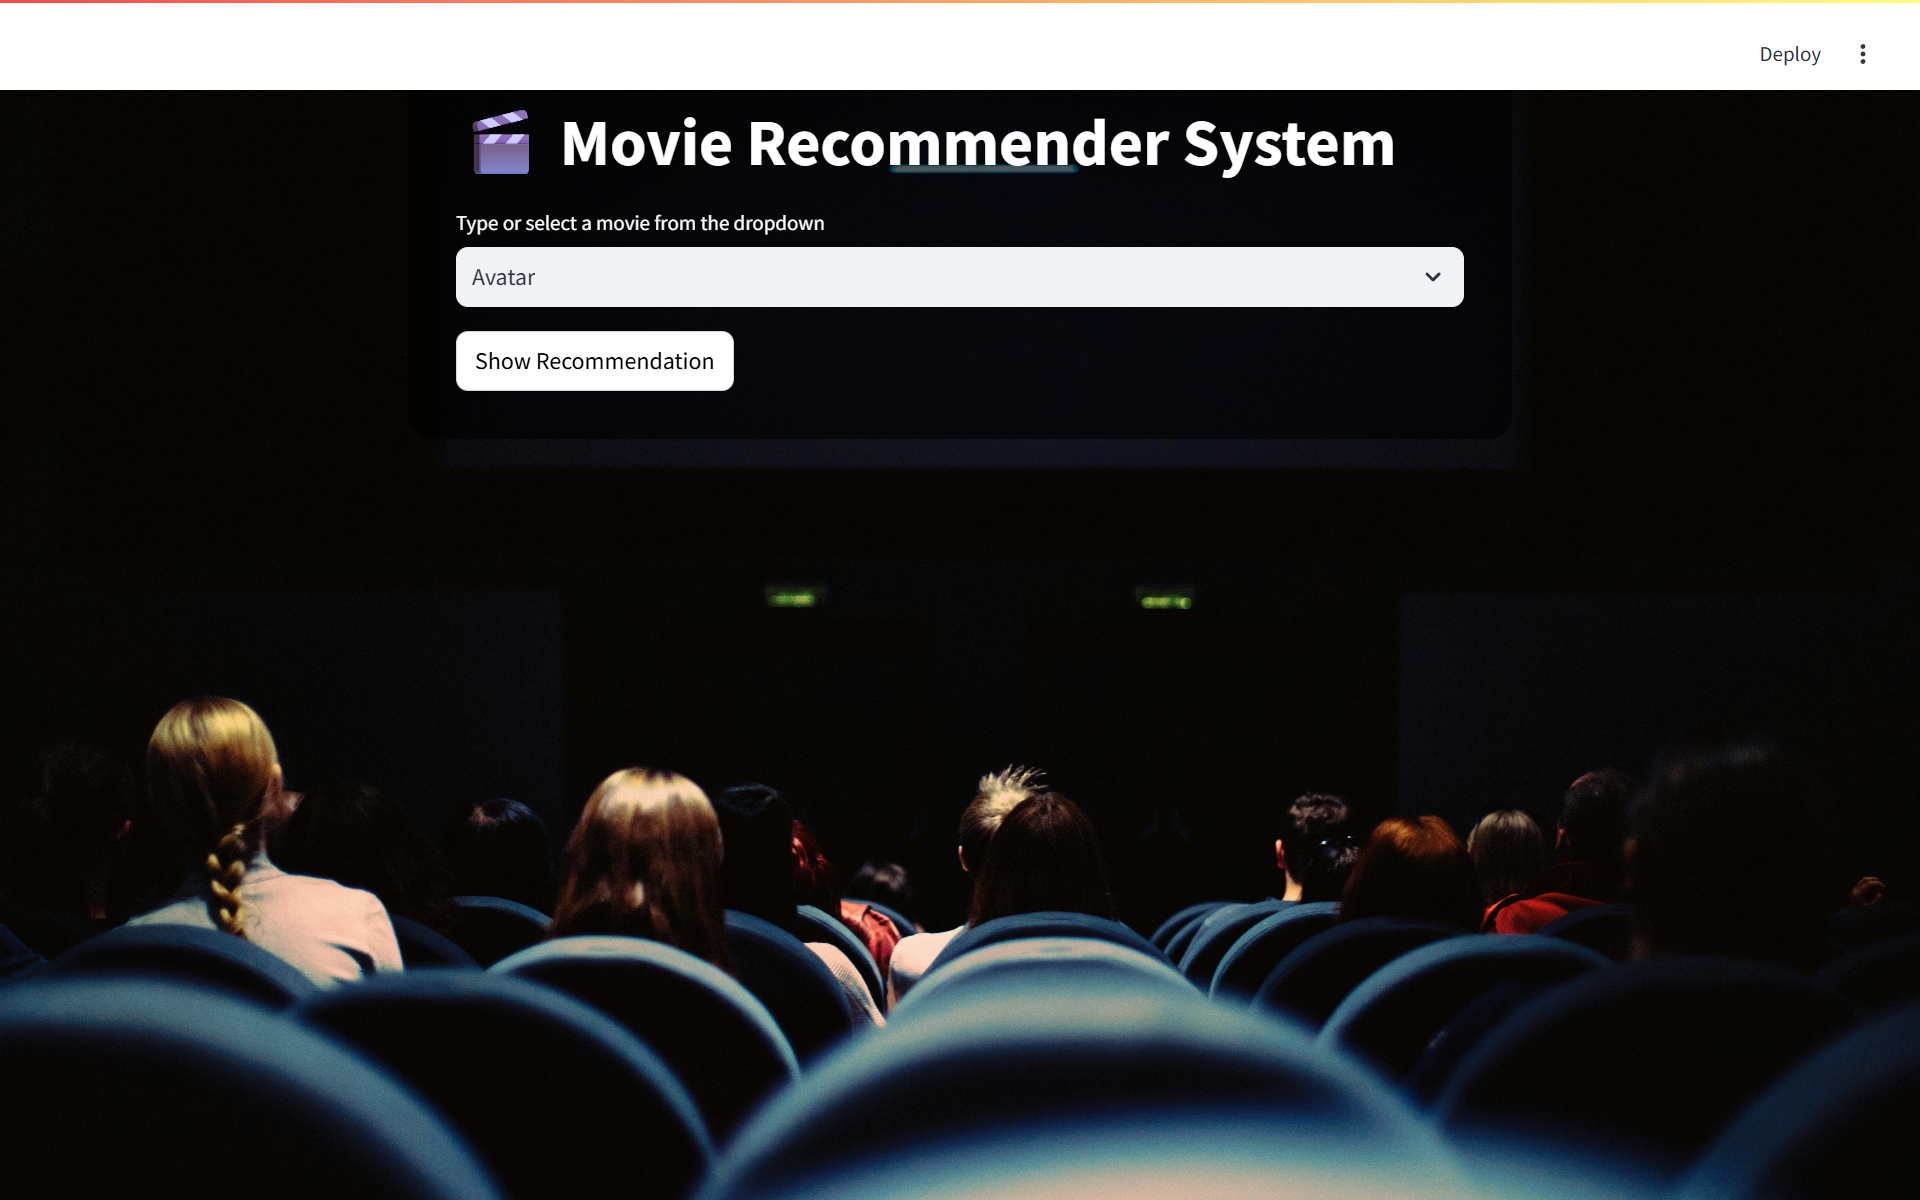 Deploy
Movie Recommender System
Type or select a movie from the dropdown
Avatar
Show Recommendation